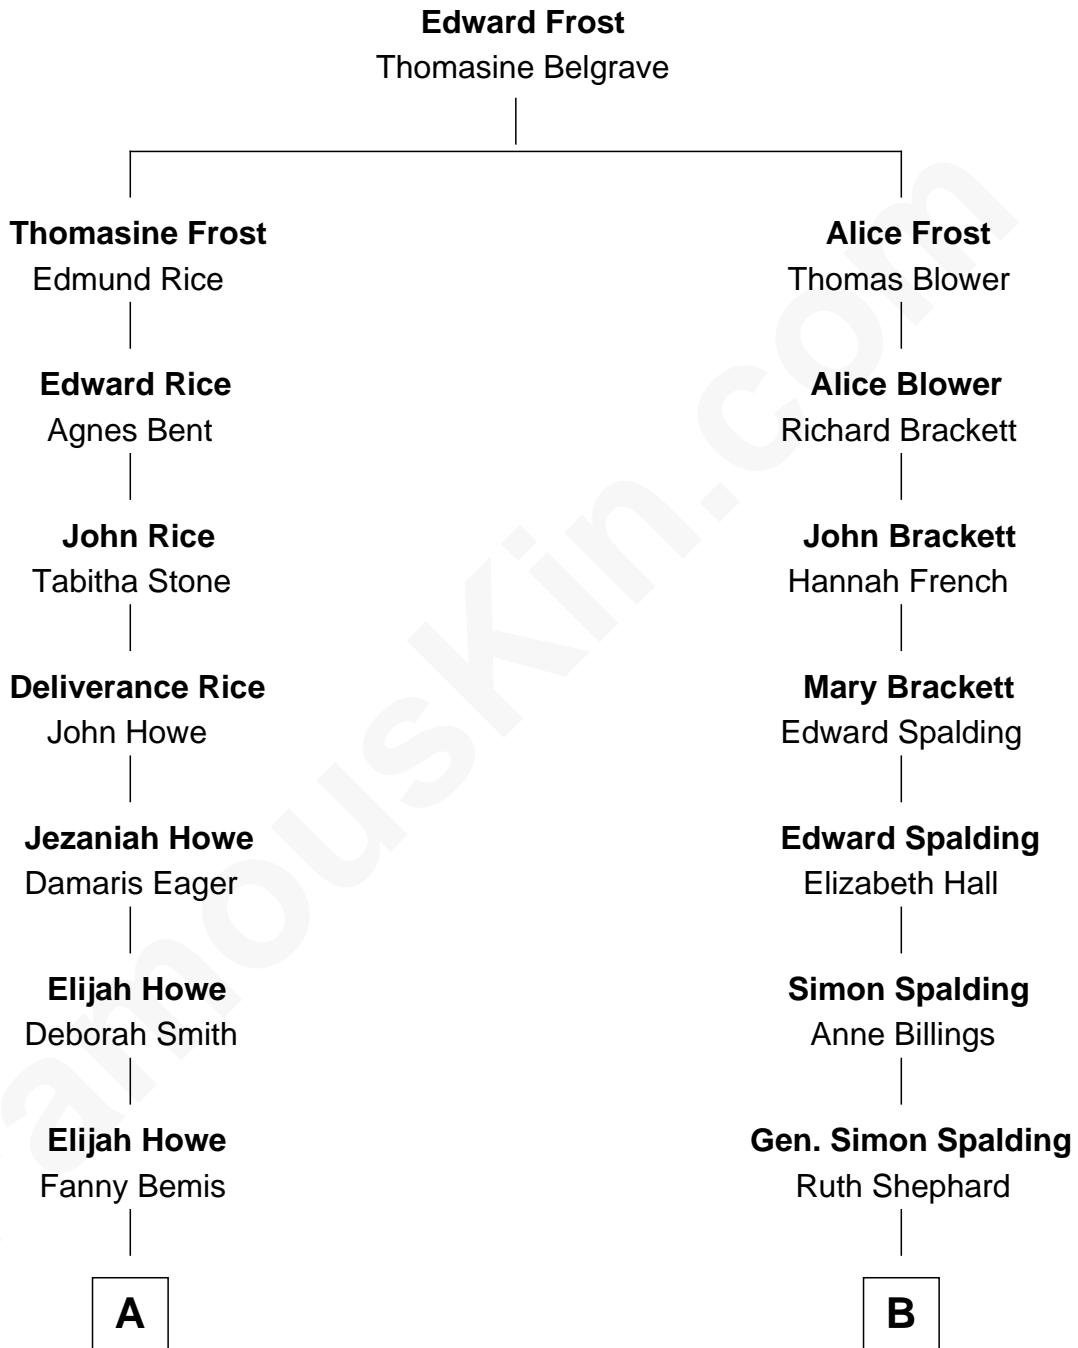 Edward Frost
Thomasine Belgrave
Thomasine Frost
Edmund Rice
Alice Frost
Thomas Blower
Edward Rice
Agnes Bent
Alice Blower
Richard Brackett
John Rice
Tabitha Stone
John Brackett
Hannah French
Deliverance Rice
John Howe
Mary Brackett
Edward Spalding
Jezaniah Howe
Damaris Eager
Edward Spalding
Elizabeth Hall
Elijah Howe
Deborah Smith
Simon Spalding
Anne Billings
Elijah Howe
Fanny Bemis
Gen. Simon Spalding
Ruth Shephard
A
B
amouskin.com